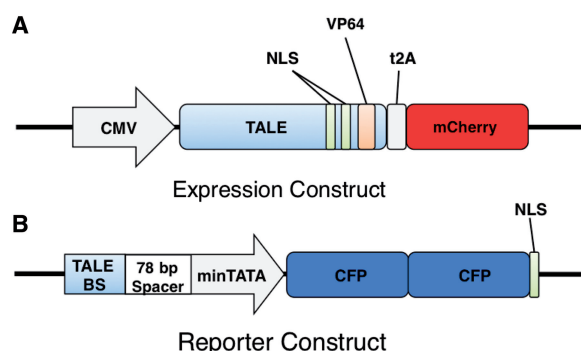 A
VP64
NLS
t2A
CMV
TALE
mCherry
Expression Construct
B
NLS
TALE
BS
78 bp
Spacer
minTATA
CFP
CFP
Reporter Construct